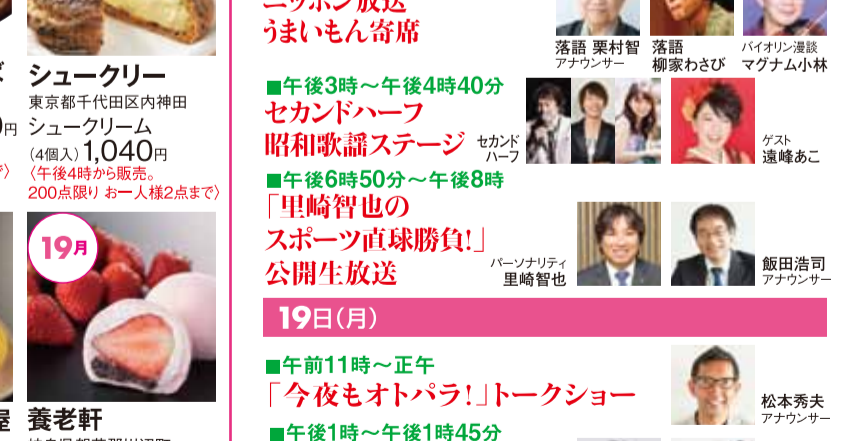 シュークリー
東京都千代田区内神田
円
シュークリーム
(4個入)1,040円
〈午後4時から販売。
200点限り お一人様2点まで〉
19月
養老軒
ニッポン放送
うまいもん寄席
落語 栗村智
アナウンサー
落語
柳家わさび
バイオリン漫談
マグナム小林
■午後3時〜午後4時40分
セカンドハーフ
昭和歌謡ステージ
セカンド
ハーフ
ゲスト
遠峰あこ
■午後6時50分〜午後8時
「里崎智也の
スポーツ直球勝負!」
公開生放送
パーソナリティ
里崎智也
飯田浩司
アナウンサー
19日(月)
■午前11時〜正午
「今夜もオトパラ!」トークショー
松本秀夫
アナウンサー
■午後1時〜午後1時45分